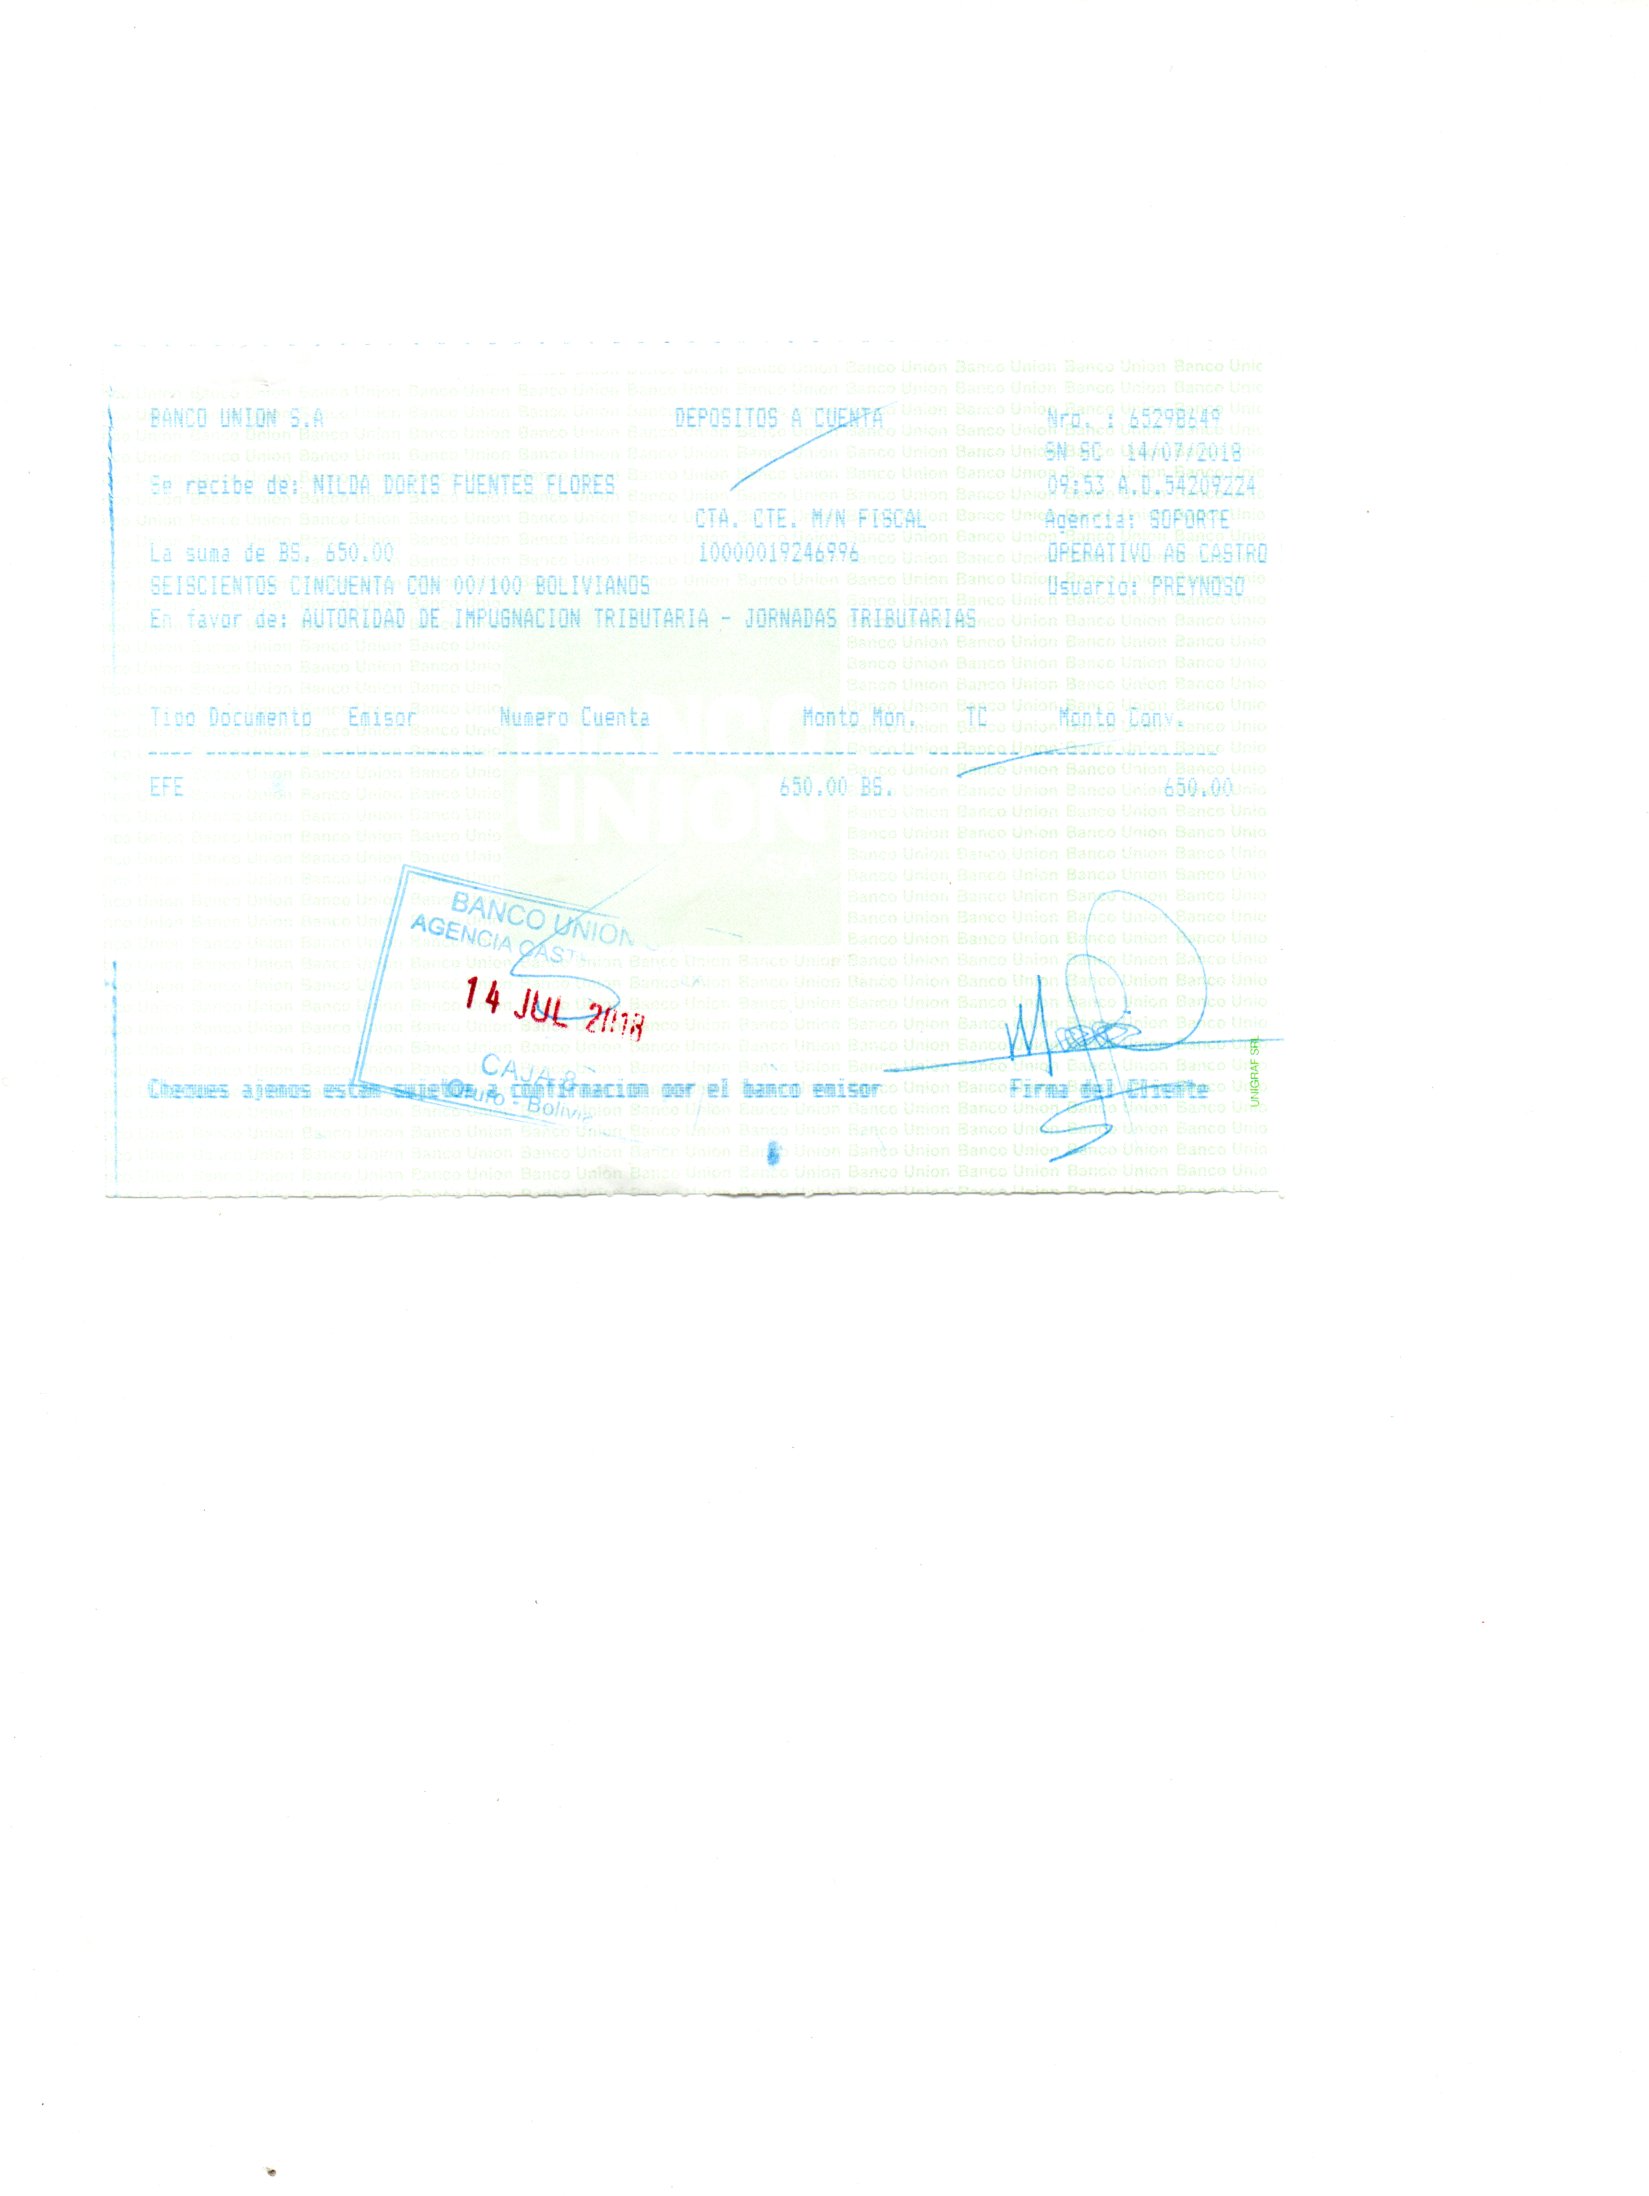 BANCO UNION S.A DEPOSITOS A CUENTA Nro. : 65298649
SN SC 14/07/2018
Se recibe de: NILDA DORIS FUENTES FLORES 09:53 A.D.54209224
CTA. CTE. M/N FISCAL Agencia: SOPORTE
La suma de BS. 650.00 10000019246996 OPERATIVO AG CASTRO
SEISCIENTOS CINCUENTA CON 00/100 BOLIVIANOS Usuario: PREYNOSO
En favor de: AUTORIDAD DE IMPUGNACION TRIBUTARIA - JORNADAS TRIBUTARIAS
Tipo Documento Emisor Numero Cuenta Monto Mon. TC Monto Conv.
EFE 650.00 BS. 650.00
BANCO UNION
AGENCIA
14 JUL 2018
CAJA 8
Oruro - Bolivia
Cheques ajenos estan sujetos a confirmacion por el banco emisor Firma del Cliente
UNIGRAF SRL
BANCO
UNION